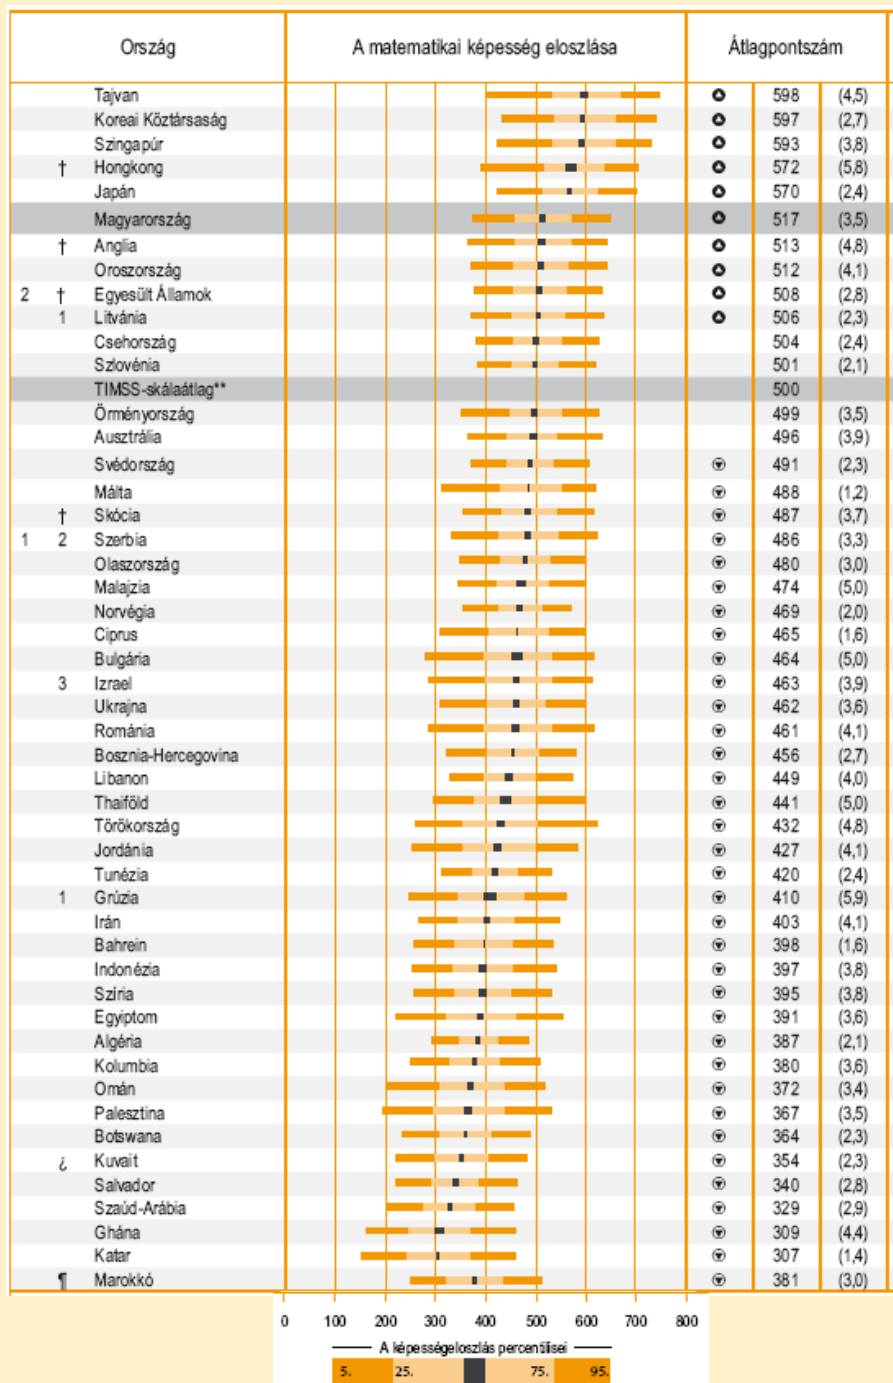 Ország A matematikai képesség eloszlása Átlagpontszám
Tajvan 598 (4,5)
Koreai Köztársaság 597 (2,7)
Szingapúr 593 (3,8)
† Hongkong 572 (5,8)
Japán 570 (2,4)
Magyarország 517 (3,5)
† Anglia 513 (4,8)
Oroszország 512 (4,1)
2 † Egyesült Államok 508 (2,8)
1 Litvánia 506 (2,3)
Csehország 504 (2,4)
Szlovénia 501 (2,1)
TIMSS-skálaátlag** 500
Örményország 499 (3,5)
Ausztrália 496 (3,9)
Svédország 491 (2,3)
Málta 488 (1,2)
† Skócia 487 (3,7)
1 2 Szerbia 486 (3,3)
Olaszország 480 (3,0)
Malajzia 474 (5,0)
Norvégia 469 (2,0)
Ciprus 465 (1,6)
Bulgária 464 (5,0)
3 Izrael 463 (3,9)
Ukrajna 462 (3,6)
Románia 461 (4,1)
Bosznia-Hercegovina 456 (2,7)
Libanon 449 (4,0)
Thaiföld 441 (5,0)
Törökország 432 (4,8)
Jordánia 427 (4,1)
Tunézia 420 (2,4)
1 Grúzia 410 (5,9)
Irán 403 (4,1)
Bahrein 398 (1,6)
Indonézia 397 (3,8)
Szíria 395 (3,8)
Egyiptom 391 (3,6)
Algéria 387 (2,1)
Kolumbia 380 (3,6)
Omán 372 (3,4)
Palesztina 367 (3,5)
Botswana 364 (2,3)
¿ Kuvait 354 (2,3)
Salvador 340 (2,8)
Szaúd-Arábia 329 (2,9)
Ghána 309 (4,4)
Katar 307 (1,4)
¶ Marokkó 381 (3,0)
0 100 200 300 400 500 600 700 800
A képességeloszlás percentilisei
5. 25. 75. 95.